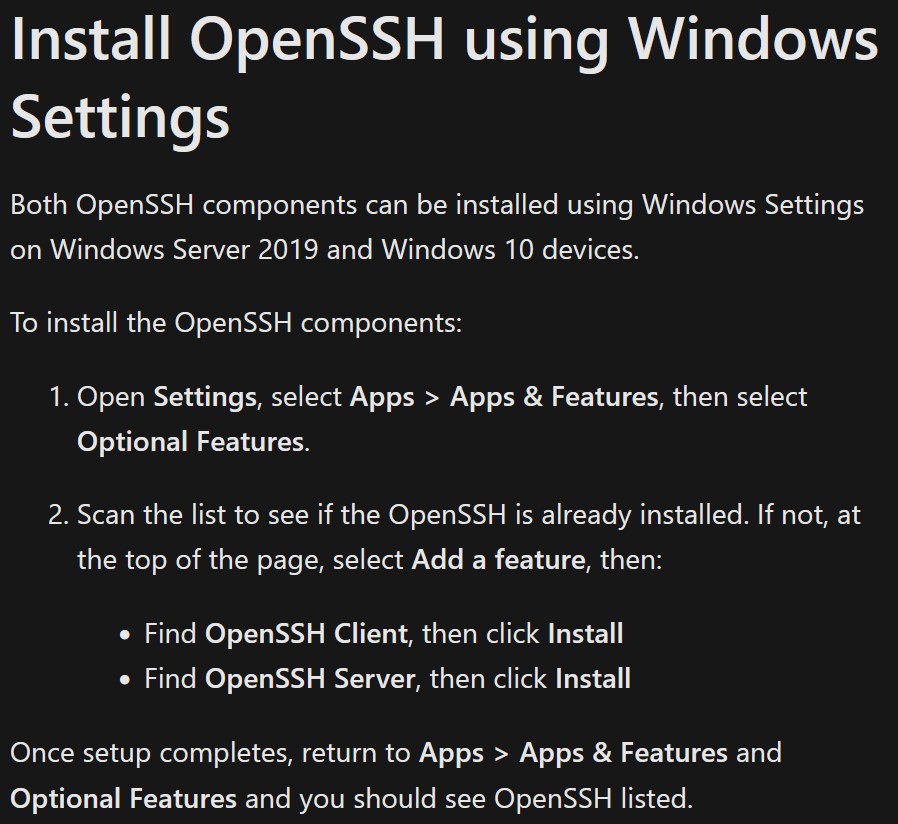 Install OpenSSH using Windows
Settings
Both OpenSSH components can be installed using Windows Settings
on Windows Server 2019 and Windows 10 devices.
To install the OpenSSH components:
1. Open Settings, select Apps > Apps & Features, then select
Optional Features.
2. Scan the list to see if the OpenSSH is already installed. If not, at
the top of the page, select Add a feature, then:
• Find OpenSSH Client, then click Install
• Find OpenSSH Server, then click Install
Once setup completes, return to Apps > Apps & Features and
Optional Features and you should see OpenSSH listed.